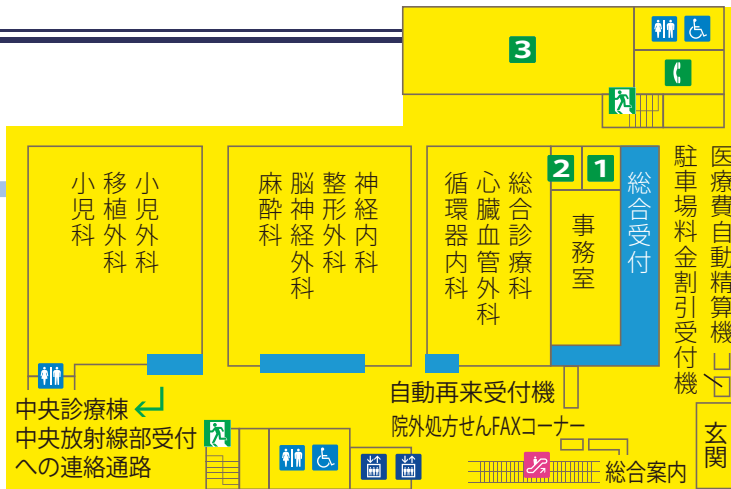 3
2
1
小児外科
移植外科
小児科
神経内科
整形外科
脳神経外科
麻酔科
総合診療科
心臓血管外科
循環器内科
事務室
総合受付
医療費自動精算機
駐車場料金割引受付機
自動再来受付機
院外処方せんFAXコーナー
中央診療棟
中央放射線部受付
への連絡通路
総合案内
玄関